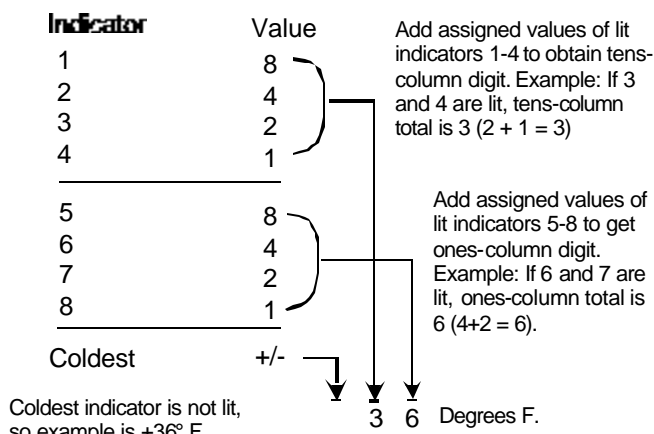 Indicator Value
1 8
2 4
3 2
4 1
Add assigned values of lit
indicators 1-4 to obtain tens-
column digit. Example: If 3
and 4 are lit, tens-column
total is 3 (2 + 1 = 3)
5 8
6 4
7 2
8 1
Add assigned values of
lit indicators 5-8 to get
ones-column digit.
Example: If 6 and 7 are
lit, ones-column total is
6 (4+2 = 6).
Coldest +/-
3 6 Degrees F.
Coldest indicator is not lit,
so example is +36° F